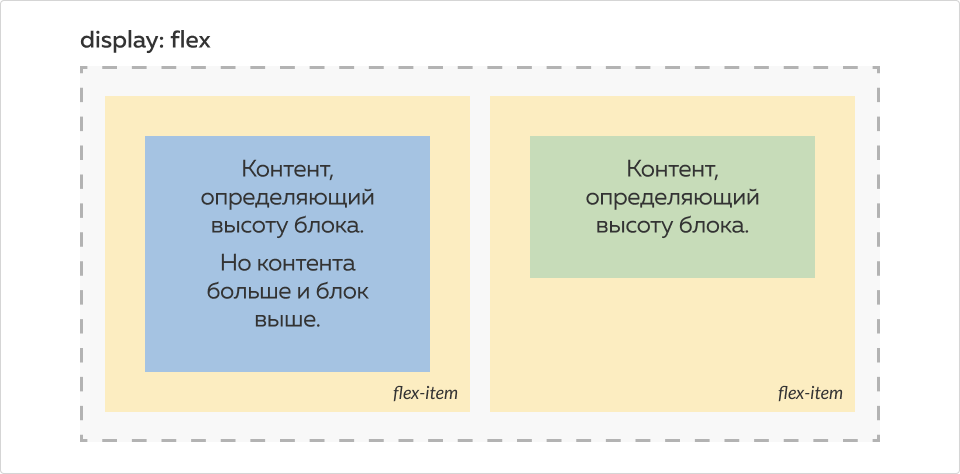 display: flex
Контент,
определяющий
высоту блока.
Но контента
больше и блок
выше.
flex-item
Контент,
определяющий
высоту блока.
flex-item